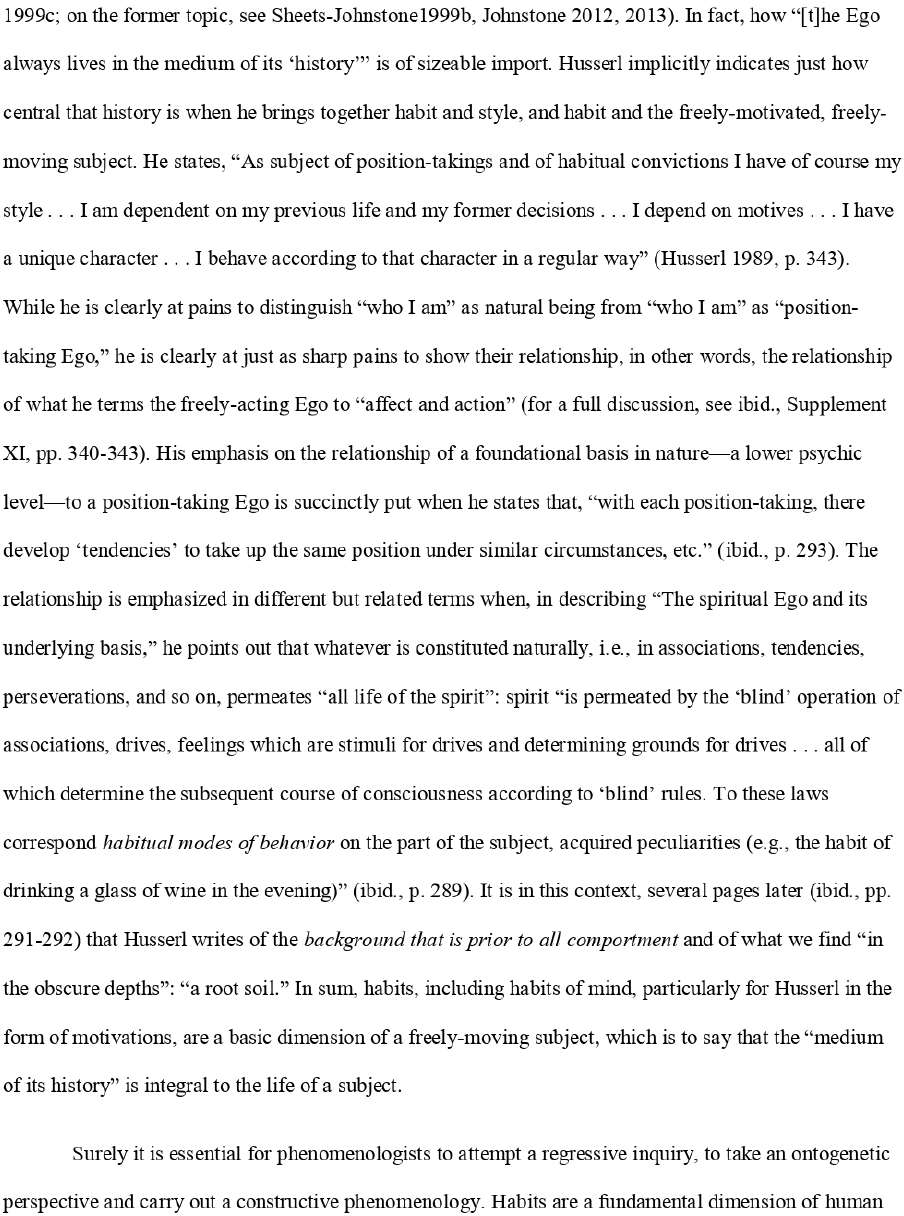 1999c; on the former topic, see Sheets-Johnstone1999b, Johnstone 2012, 2013). In fact, how “[t]he Ego
always lives in the medium of its ‘history’” is of sizeable import. Husserl implicitly indicates just how
central that history is when he brings together habit and style, and habit and the freely-motivated, freely-
moving subject. He states, “As subject of position-takings and of habitual convictions I have of course my
style . . . I am dependent on my previous life and my former decisions . . . I depend on motives . . . I have
a unique character . . . I behave according to that character in a regular way” (Husserl 1989, p. 343).
While he is clearly at pains to distinguish “who I am” as natural being from “who I am” as “position-
taking Ego,” he is clearly at just as sharp pains to show their relationship, in other words, the relationship
of what he terms the freely-acting Ego to “affect and action” (for a full discussion, see ibid., Supplement
XI, pp. 340-343). His emphasis on the relationship of a foundational basis in nature—a lower psychic
level—to a position-taking Ego is succinctly put when he states that, “with each position-taking, there
develop ‘tendencies’ to take up the same position under similar circumstances, etc.” (ibid., p. 293). The
relationship is emphasized in different but related terms when, in describing “The spiritual Ego and its
underlying basis,” he points out that whatever is constituted naturally, i.e., in associations, tendencies,
perseverations, and so on, permeates “all life of the spirit”: spirit “is permeated by the ‘blind’ operation of
associations, drives, feelings which are stimuli for drives and determining grounds for drives . . . all of
which determine the subsequent course of consciousness according to ‘blind’ rules. To these laws
correspond habitual modes of behavior on the part of the subject, acquired peculiarities (e.g., the habit of
drinking a glass of wine in the evening)” (ibid., p. 289). It is in this context, several pages later (ibid., pp.
291-292) that Husserl writes of the background that is prior to all comportment and of what we find “in
the obscure depths”: “a root soil.” In sum, habits, including habits of mind, particularly for Husserl in the
form of motivations, are a basic dimension of a freely-moving subject, which is to say that the “medium
of its history” is integral to the life of a subject.
Surely it is essential for phenomenologists to attempt a regressive inquiry, to take an ontogenetic
perspective and carry out a constructive phenomenology. Habits are a fundamental dimension of human